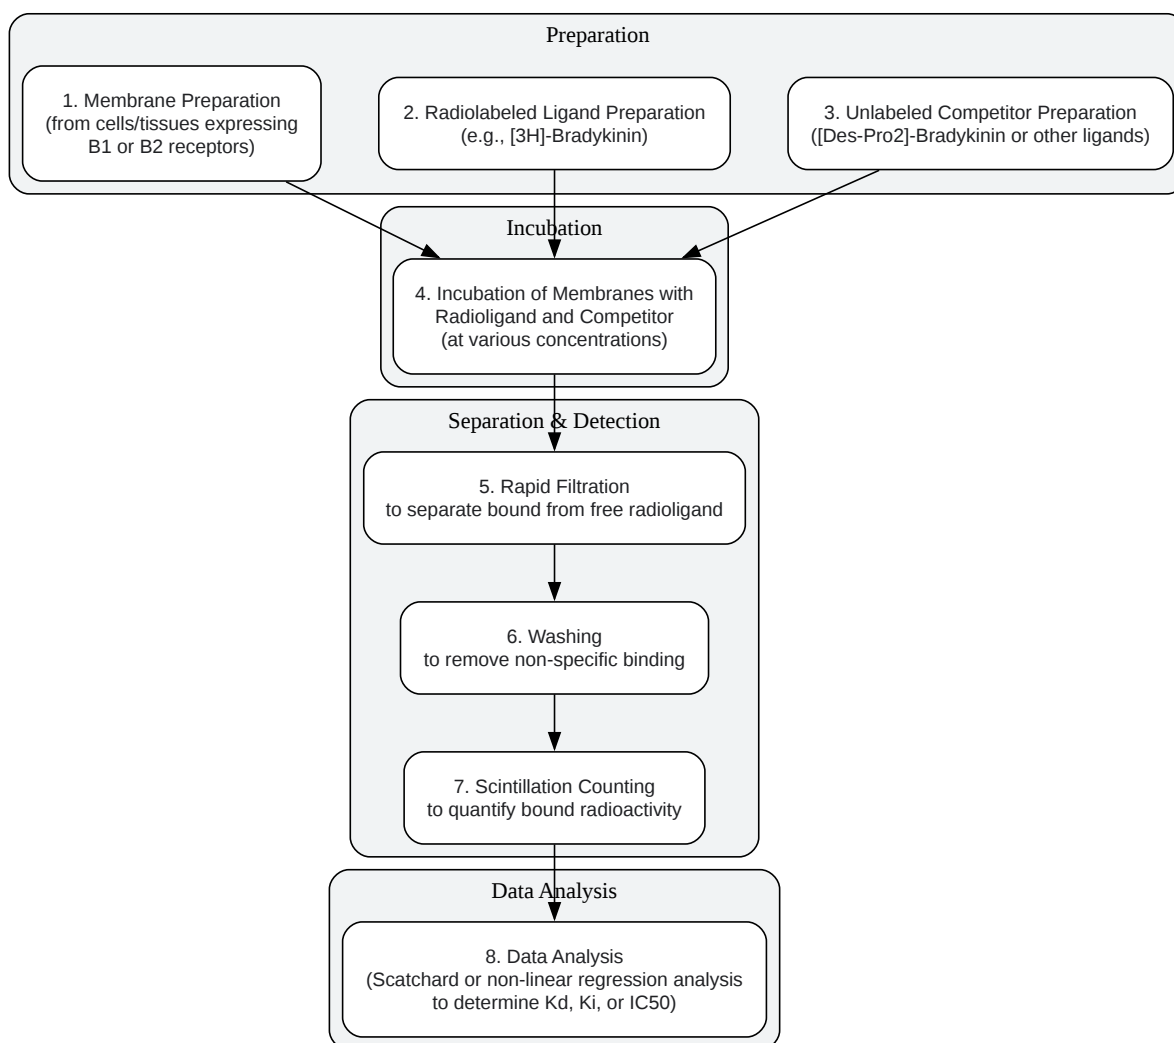 Preparation
1. Membrane Preparation
(from cells/tissues expressing
B1 or B2 receptors)
2. Radiolabeled Ligand Preparation
(e.g., [3H]-Bradykinin)
3. Unlabeled Competitor Preparation
([Des-Pro2]-Bradykinin or other ligands)
Incubation
4. Incubation of Membranes with
Radioligand and Competitor
(at various concentrations)
Separation & Detection
5. Rapid Filtration
to separate bound from free radioligand
6. Washing
to remove non-specific binding
7. Scintillation Counting
to quantify bound radioactivity
Data Analysis
8. Data Analysis
(Scatchard or non-linear regression analysis
to determine Kd, Ki, or IC50)